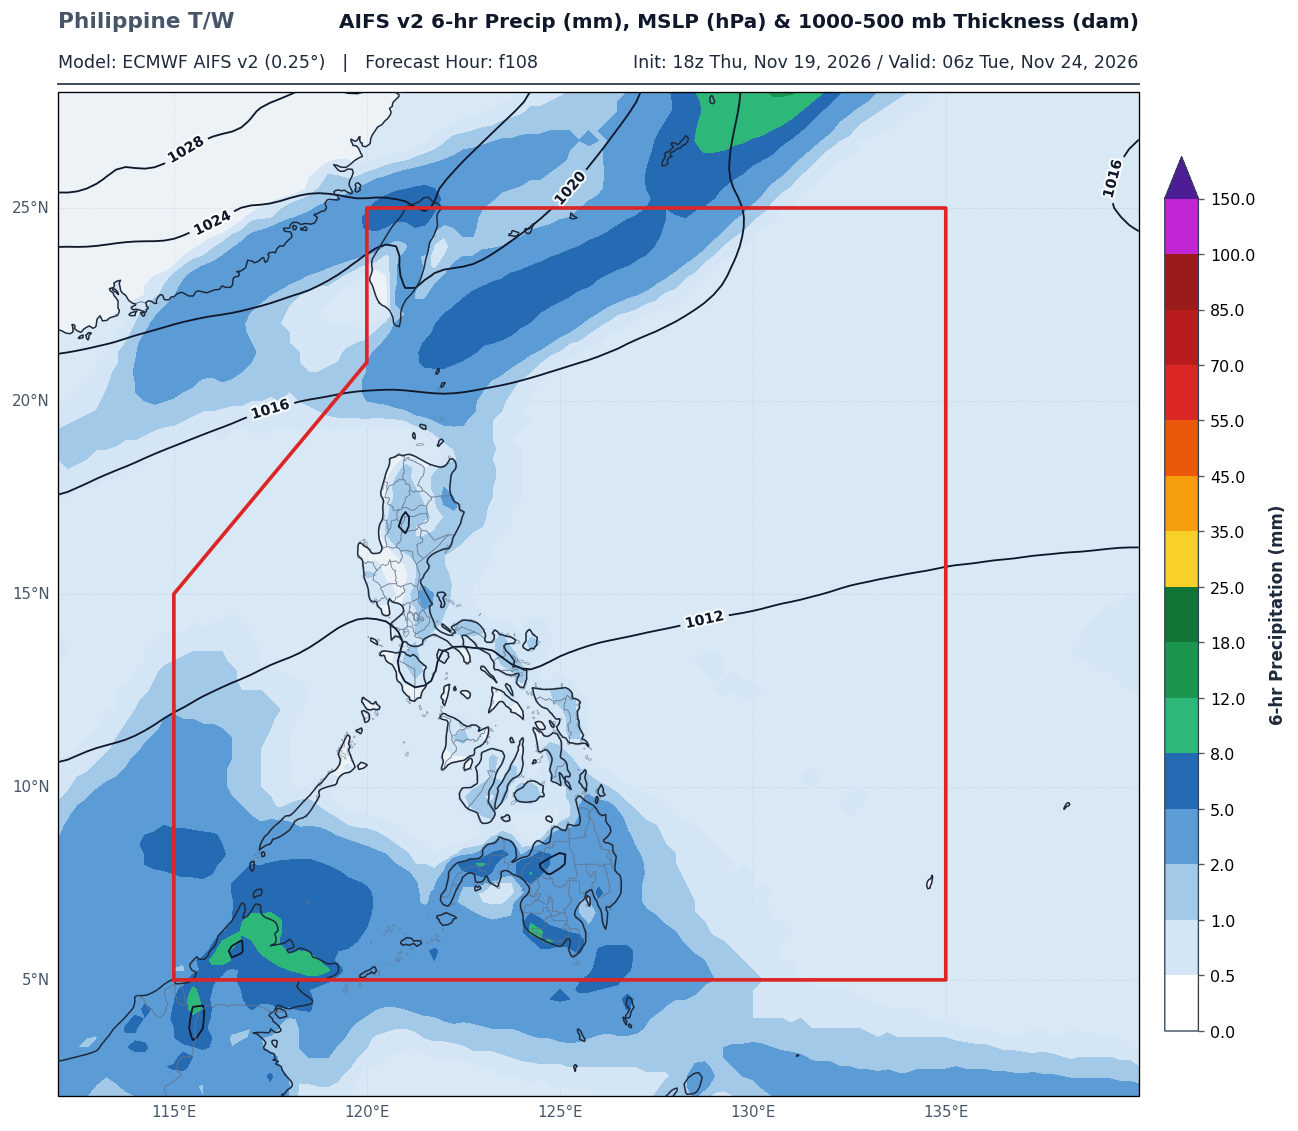 Philippine T/W
AIFS v2 6-hr Precip (mm), MSLP (hPa) & 1000-500 mb Thickness (dam)
Model: ECMWF AIFS v2 (0.25°) | Forecast Hour: f108
Init: 18z Thu, Nov 19, 2026 / Valid: 06z Tue, Nov 24, 2026
1028
1024
1020
1016
1016
1012
25°N
20°N
15°N
10°N
5°N
115°E
120°E
125°E
130°E
135°E
150.0
100.0
85.0
70.0
55.0
45.0
35.0
25.0
18.0
12.0
8.0
5.0
2.0
1.0
0.5
0.0
6-hr Precipitation (mm)